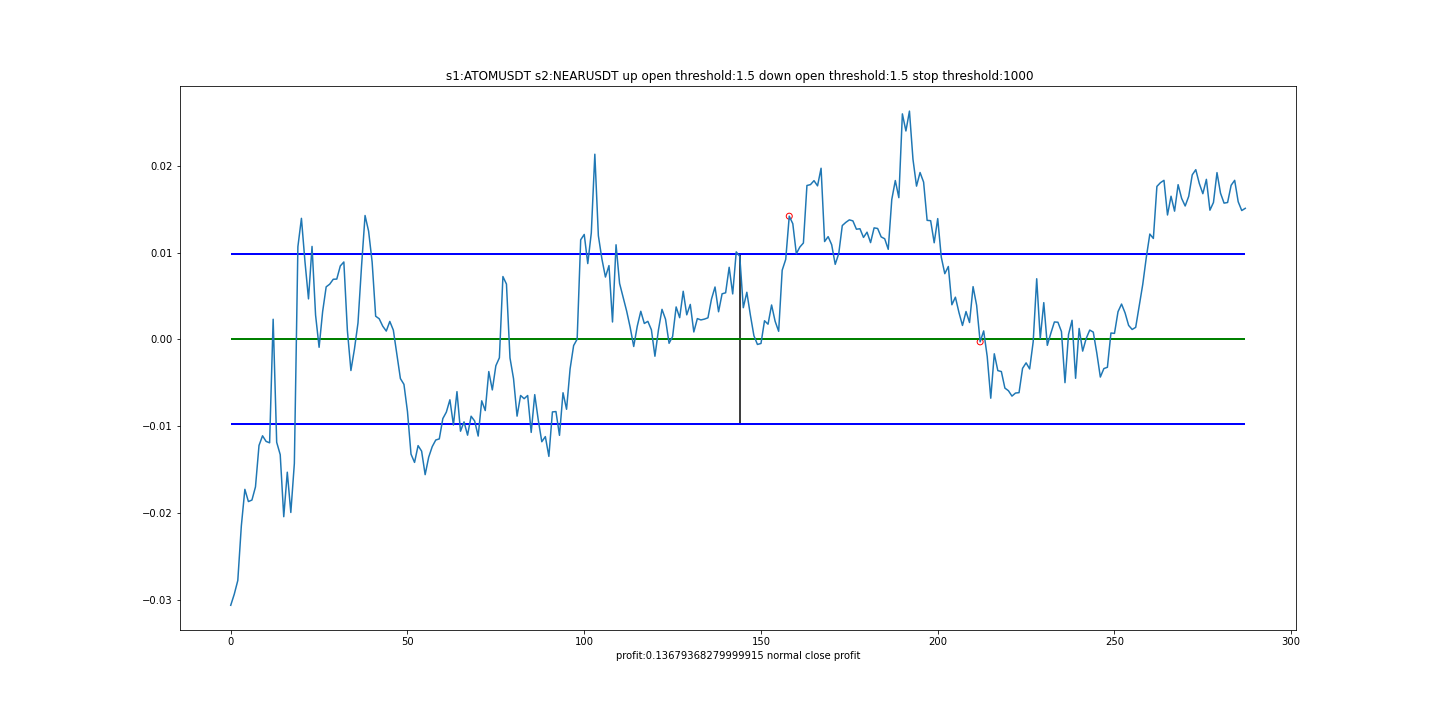 s1:ATOMUSDT s2:NEARUSDT up open threshold:1.5 down open threshold:1.5 stop threshold:1000
0.02
0.01
0.00
−0.01
−0.02
−0.03
0 50 100 150 200 250 300
profit:0.13679368279999915 normal close profit